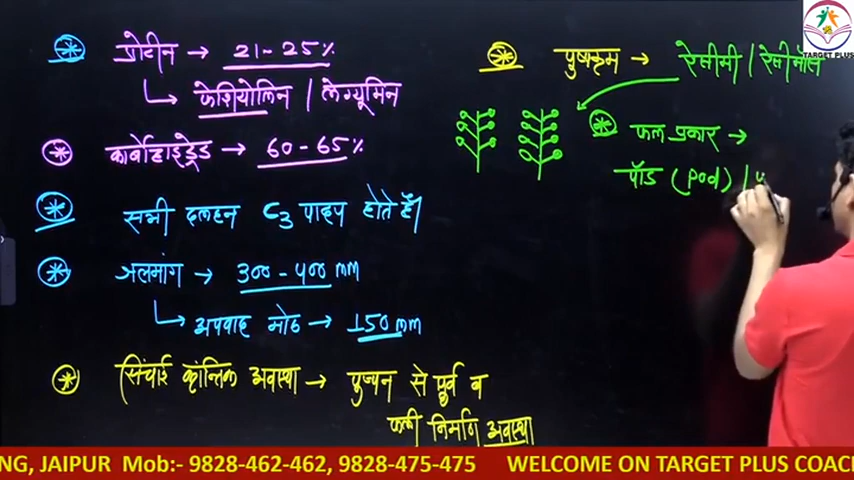 प्रोटीन → 21-25%
फेशियोलिन / लेग्यूमिन
कार्बोहाइड्रेड → 60-65%
सभी दलहन C3 पादप होते हैं
जलमांग → 300-400 mm
अपवाद मोठ → 150 mm
सिंचाई क्रान्तिक अवस्था → पुष्पन से पूर्व व
फली निर्माण अवस्था
पुष्पक्रम → रेसीमी / रेसीमोस
फल प्रकार →
पॉड (pod) /
TARGET PLUS
NG, JAIPUR Mob:- 9828-462-462, 9828-475-475 WELCOME ON TARGET PLUS COAC